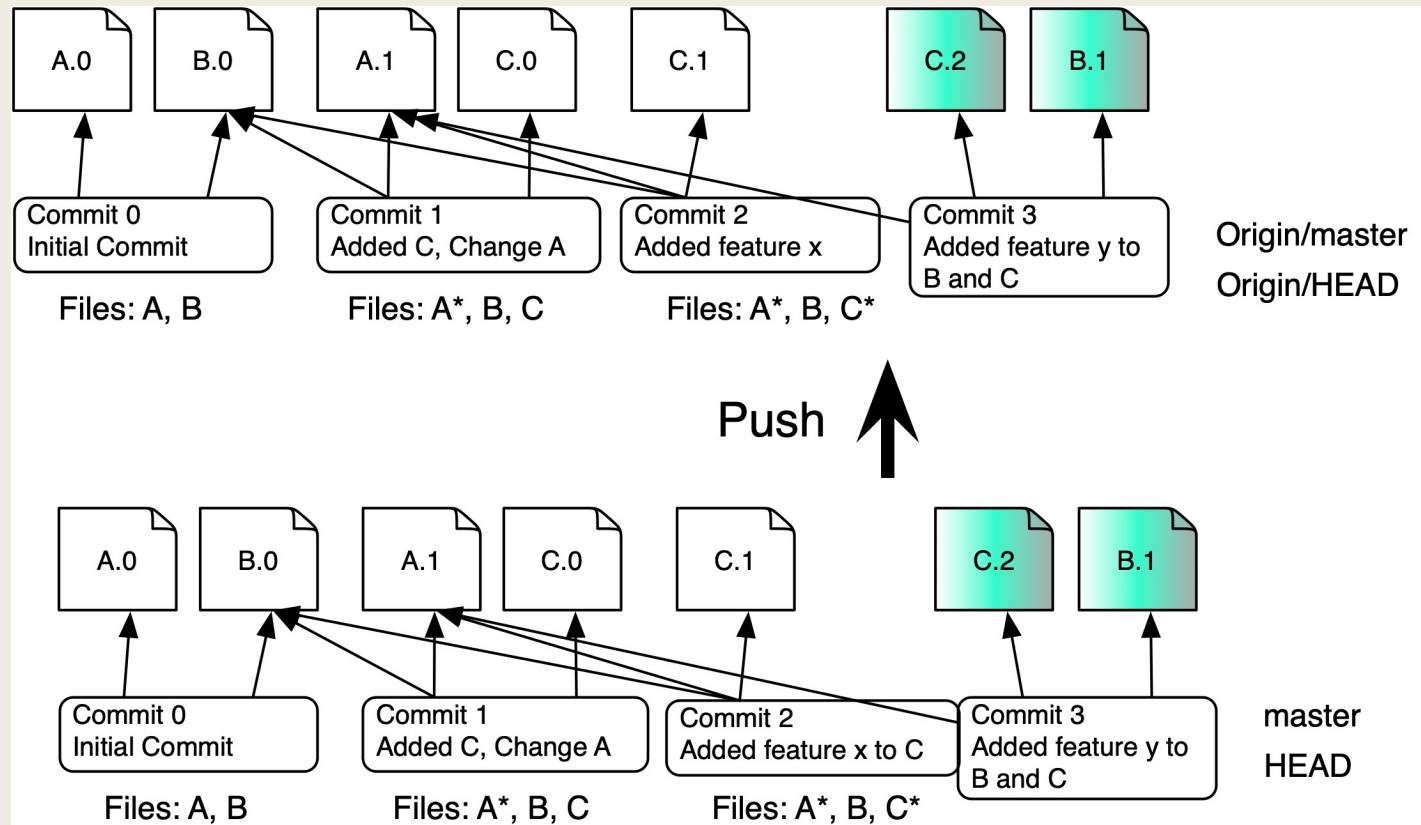 A.0
B.0
A.1
C.0
C.1
C.2
B.1
Commit 0
Initial Commit
Commit 1
Added C, Change A
Commit 2
Added feature x
Commit 3
Added feature y to
B and C
Origin/master
Origin/HEAD
Files: A, B
Files: A*, B, C
Files: A*, B, C*
Push
A.0
B.0
A.1
C.0
C.1
C.2
B.1
Commit 0
Initial Commit
Commit 1
Added C, Change A
Commit 2
Added feature x to C
Commit 3
Added feature y to
B and C
master
HEAD
Files: A, B
Files: A*, B, C
Files: A*, B, C*